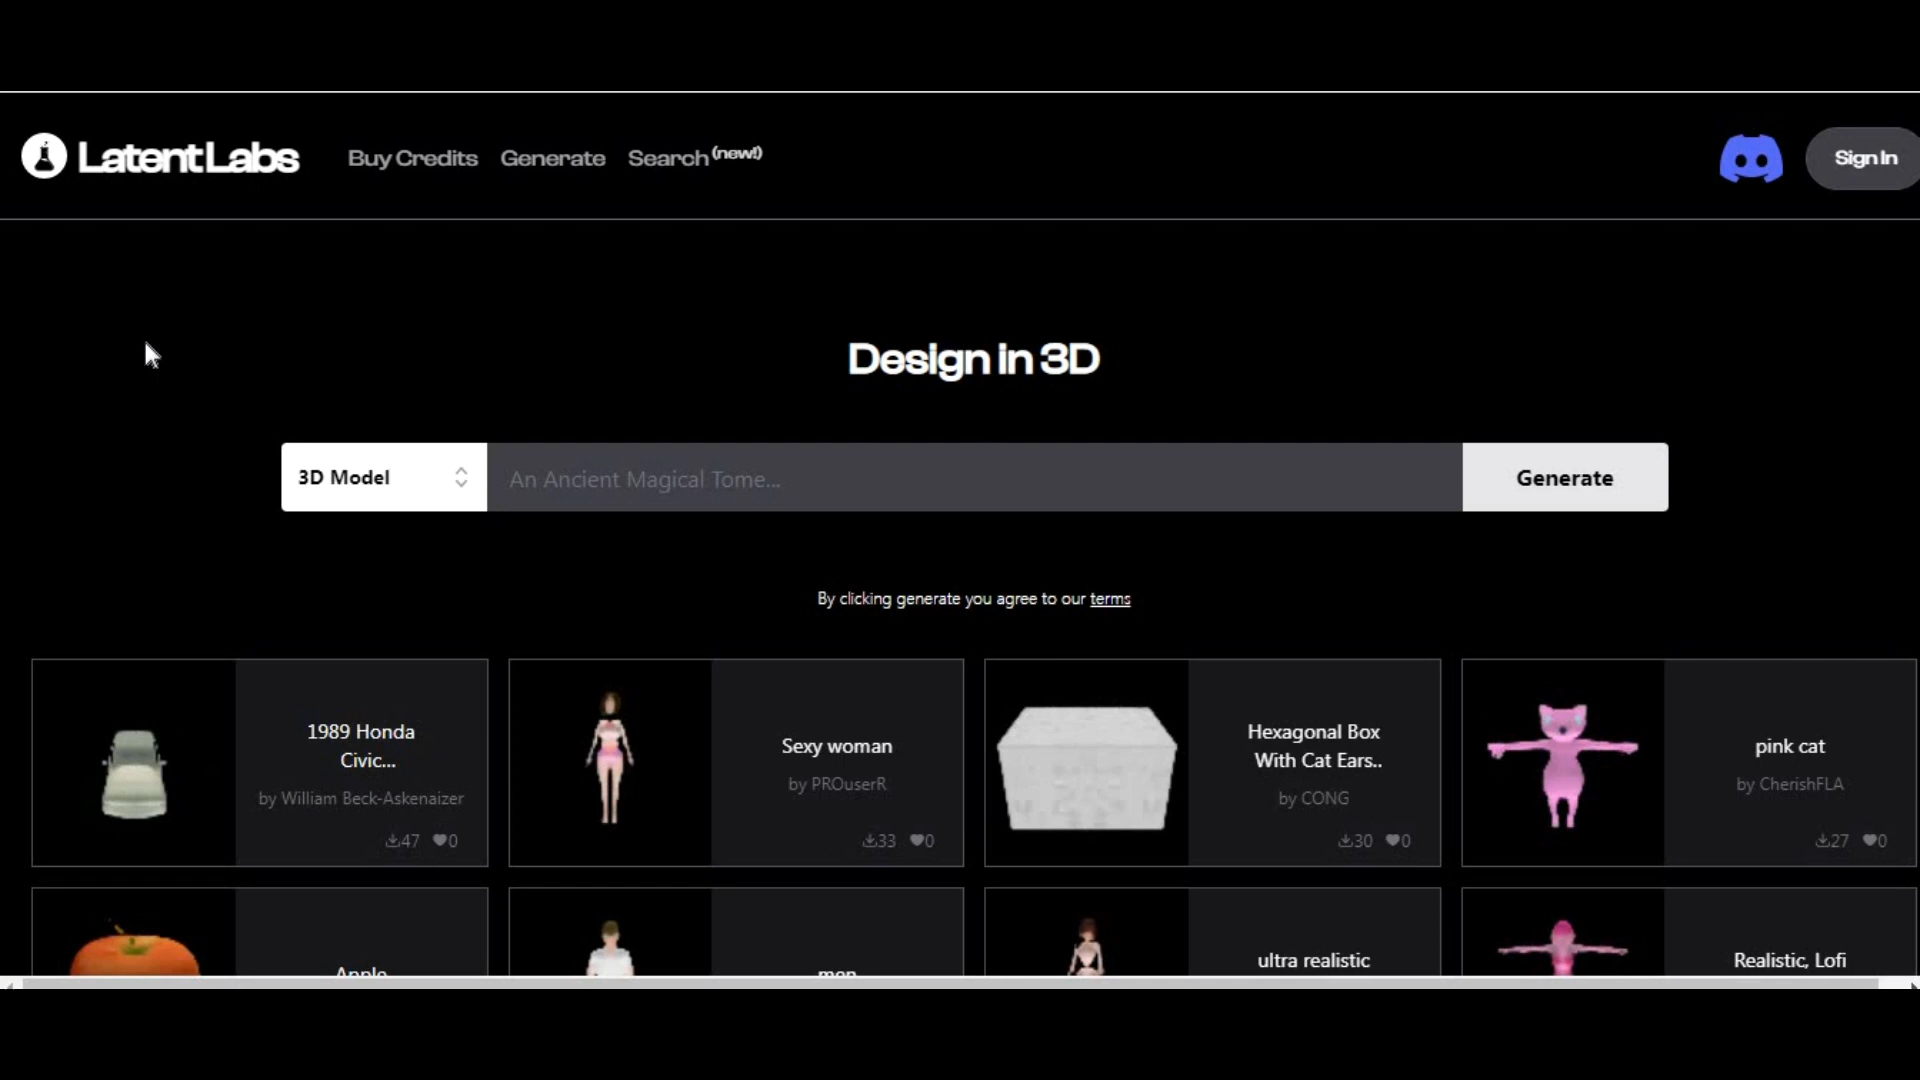 LatentLabs
Buy Credits Generate Search (new!)
Sign In
Design in 3D
3D Model
An Ancient Magical Tome...
Generate
By clicking generate you agree to our terms
1989 Honda
Civic...
by William Beck-Askenaizer
47 0
Sexy woman
by PROuserR
33 0
Hexagonal Box
With Cat Ears..
by CONG
30 0
pink cat
by CherishFLA
27 0
Apple
men
ultra realistic
Realistic, Lofi